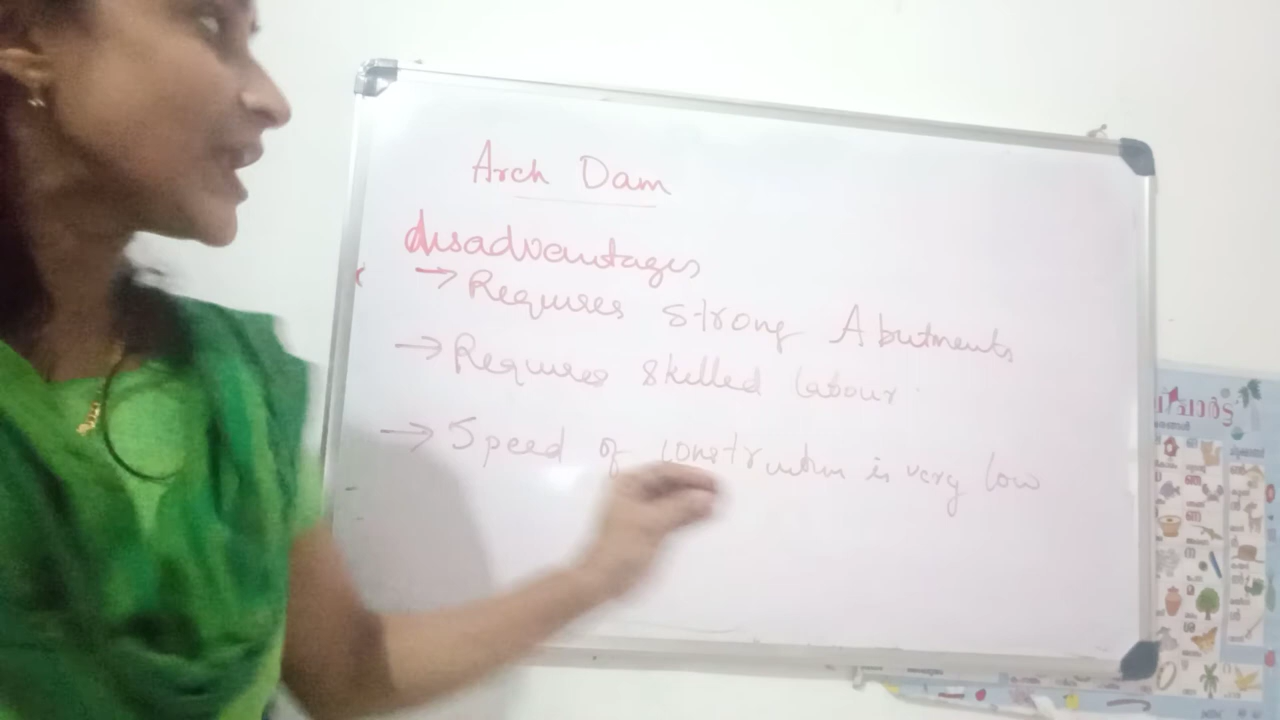 Arch Dam
disadvantages
→ Requires strong Abutments
→ Requires skilled labour
→ Speed of construction is very low